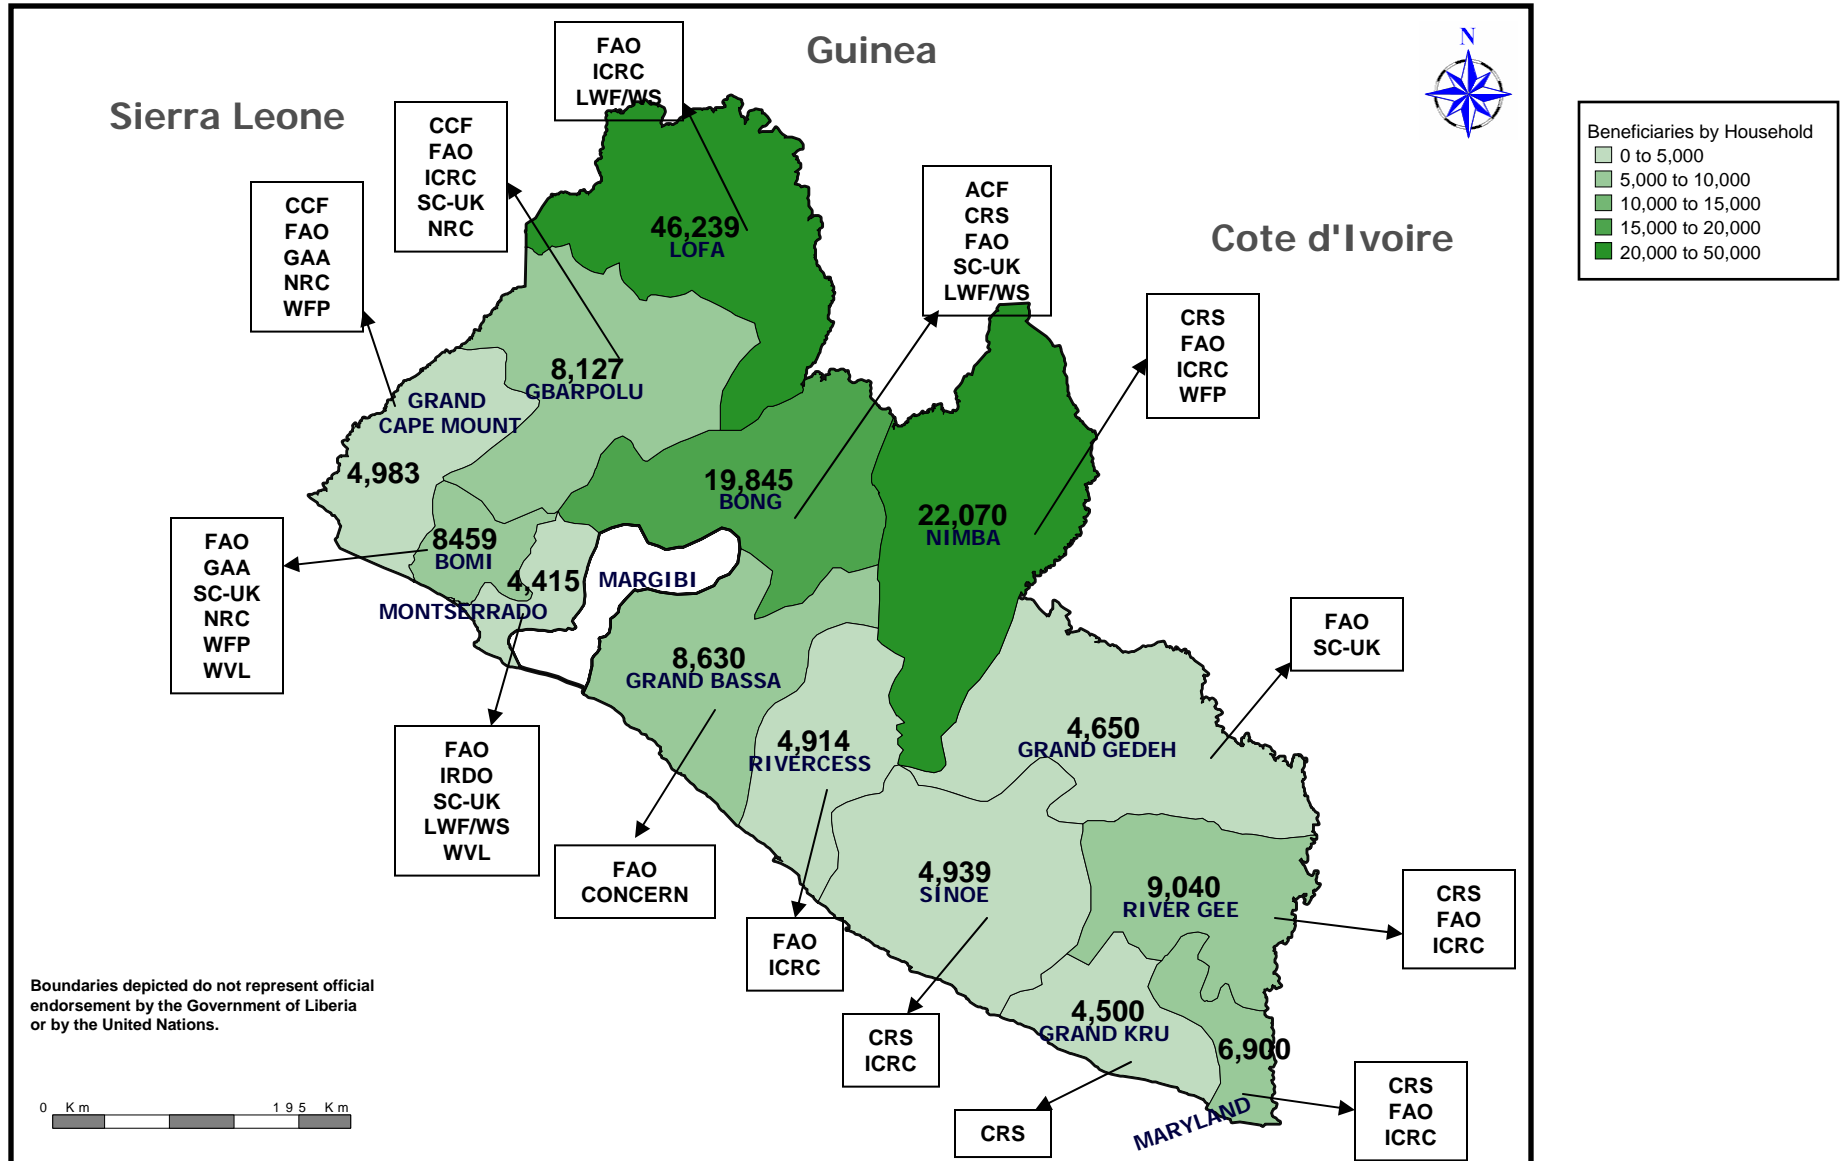 Guinea
Sierra Leone
Cote d'Ivoire
N
Beneficiaries by Household
0 to 5,000
5,000 to 10,000
10,000 to 15,000
15,000 to 20,000
20,000 to 50,000
FAO
ICRC
LWF/WS
CCF
FAO
ICRC
SC-UK
NRC
CCF
FAO
GAA
NRC
WFP
ACF
CRS
FAO
SC-UK
LWF/WS
CRS
FAO
ICRC
WFP
46,239
LOFA
8,127
GBARPOLU
GRAND
CAPE MOUNT
4,983
19,845
BONG
22,070
NIMBA
8459
BOMI
4,415
MONTSERRADO
MARGIBI
FAO
GAA
SC-UK
NRC
WFP
WVL
FAO
SC-UK
8,630
GRAND BASSA
4,914
RIVERCESS
4,650
GRAND GEDEH
FAO
IRDO
SC-UK
LWF/WS
WVL
FAO
CONCERN
4,939
SINOE
9,040
RIVER GEE
FAO
ICRC
CRS
FAO
ICRC
CRS
ICRC
4,500
GRAND KRU
6,900
MARYLAND
CRS
CRS
FAO
ICRC
Boundaries depicted do not represent official
endorsement by the Government of Liberia
or by the United Nations.
0 Km 195 Km